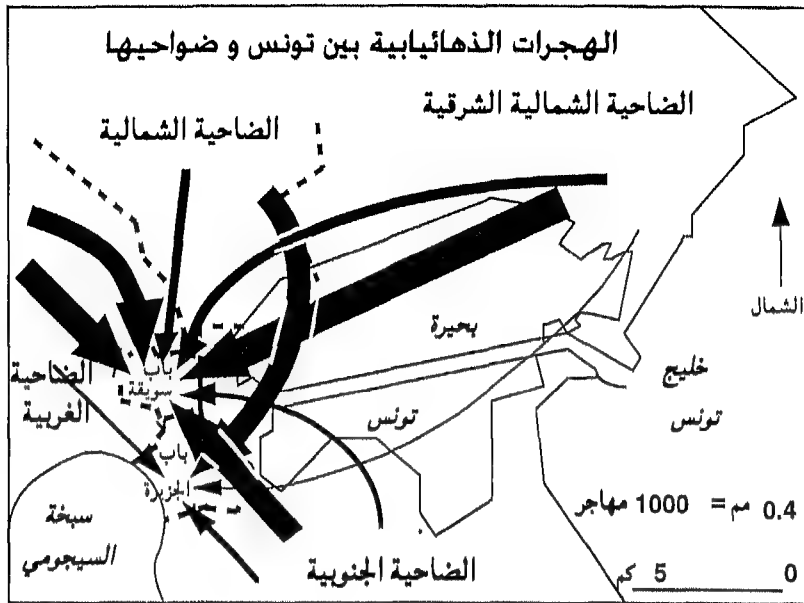 الهجرات الذهائيابية بين تونس و ضواحيها
الضاحية الشمالية الشرقية
الضاحية الشمالية
الشمال
بحيرة
تونس
خليج
تونس
باب
سويقة
الضاحية
الغربية
باب
الجزيرة
سبخة
السيجومي
الضاحية الجنوبية
0.4 مم = 1000 مهاجر
0 5 كم